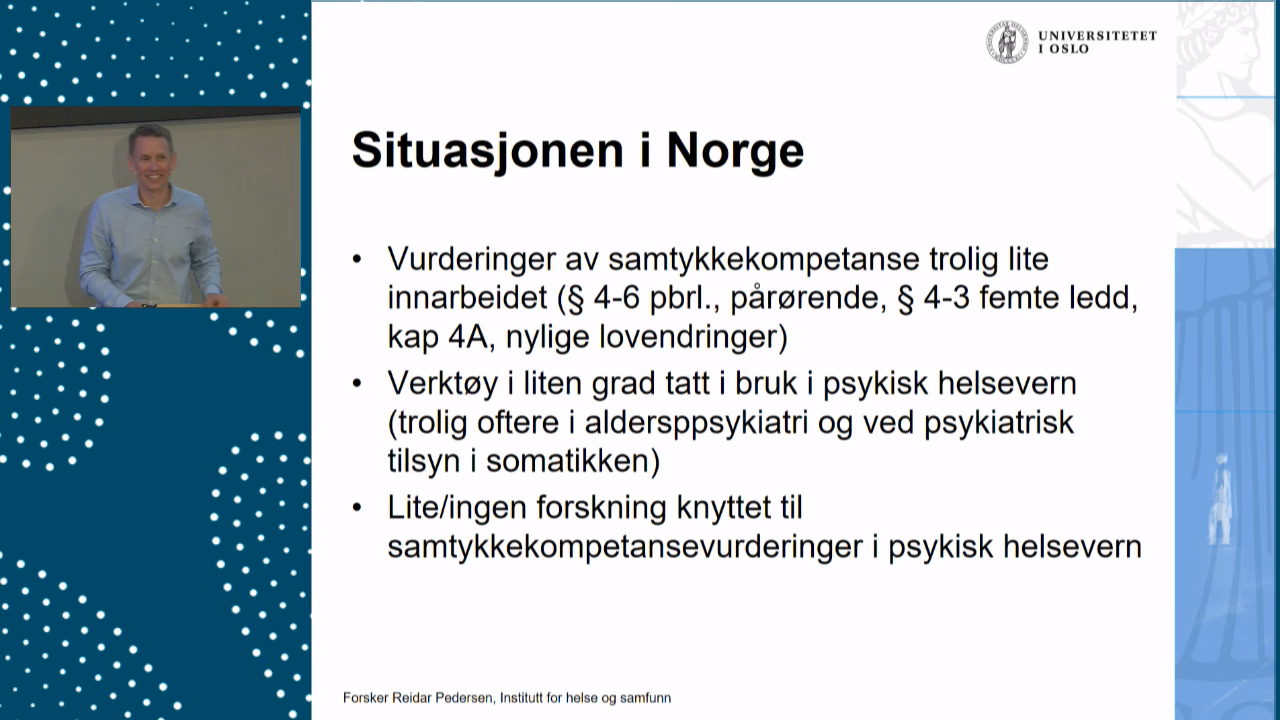 UNIVERSITETET
I OSLO
Situasjonen i Norge
• Vurderinger av samtykkekompetanse trolig lite
innarbeidet (§ 4-6 pbrl., pårørende, § 4-3 femte ledd,
kap 4A, nylige lovendringer)
• Verktøy i liten grad tatt i bruk i psykisk helsevern
(trolig oftere i aldersppsykiatri og ved psykiatrisk
tilsyn i somatikken)
• Lite/ingen forskning knyttet til
samtykkekompetansevurderinger i psykisk helsevern
Forsker Reidar Pedersen, Institutt for helse og samfunn